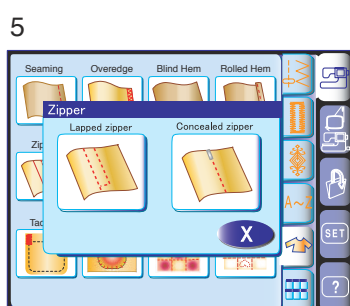 5
Seaming Overedge Blind Hem Rolled Hem
Zipper
Lapped zipper Concealed zipper
Zip
X
A~
Tac
SET
?